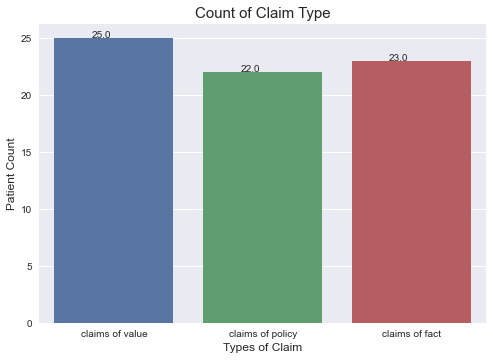 Count of Claim Type
25.0
22.0
23.0
25
20
15
10
5
0
Patient Count
claims of value
claims of policy
claims of fact
Types of Claim